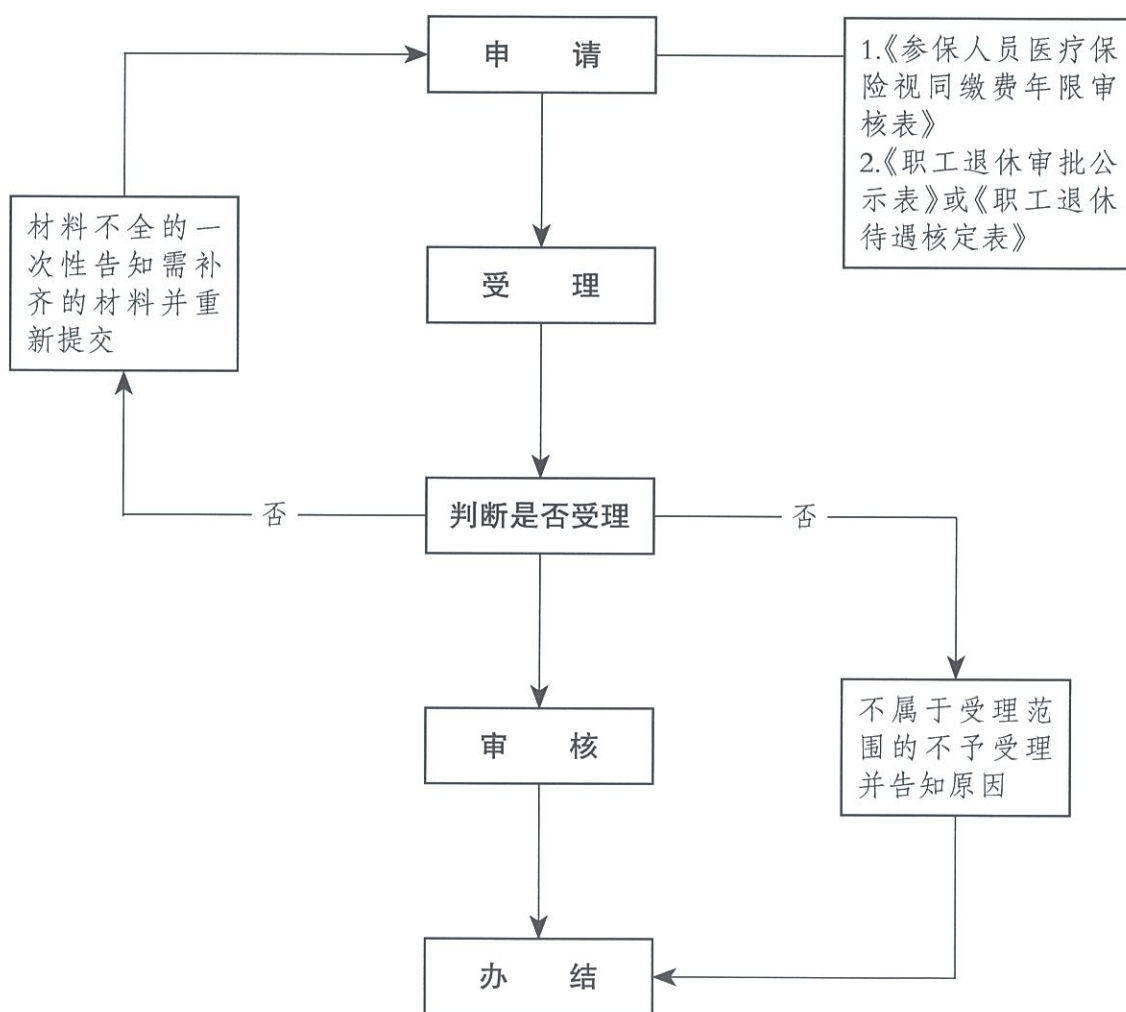 申 请
1.《参保人员医疗保
险视同缴费年限审
核表》
2.《职工退休审批公
示表》或《职工退休
待遇核定表》
材料不全的一
次性告知需补
齐的材料并重
新提交
受 理
否
判断是否受理
否
审 核
不属于受理范
围的不予受理
并告知原因
办 结